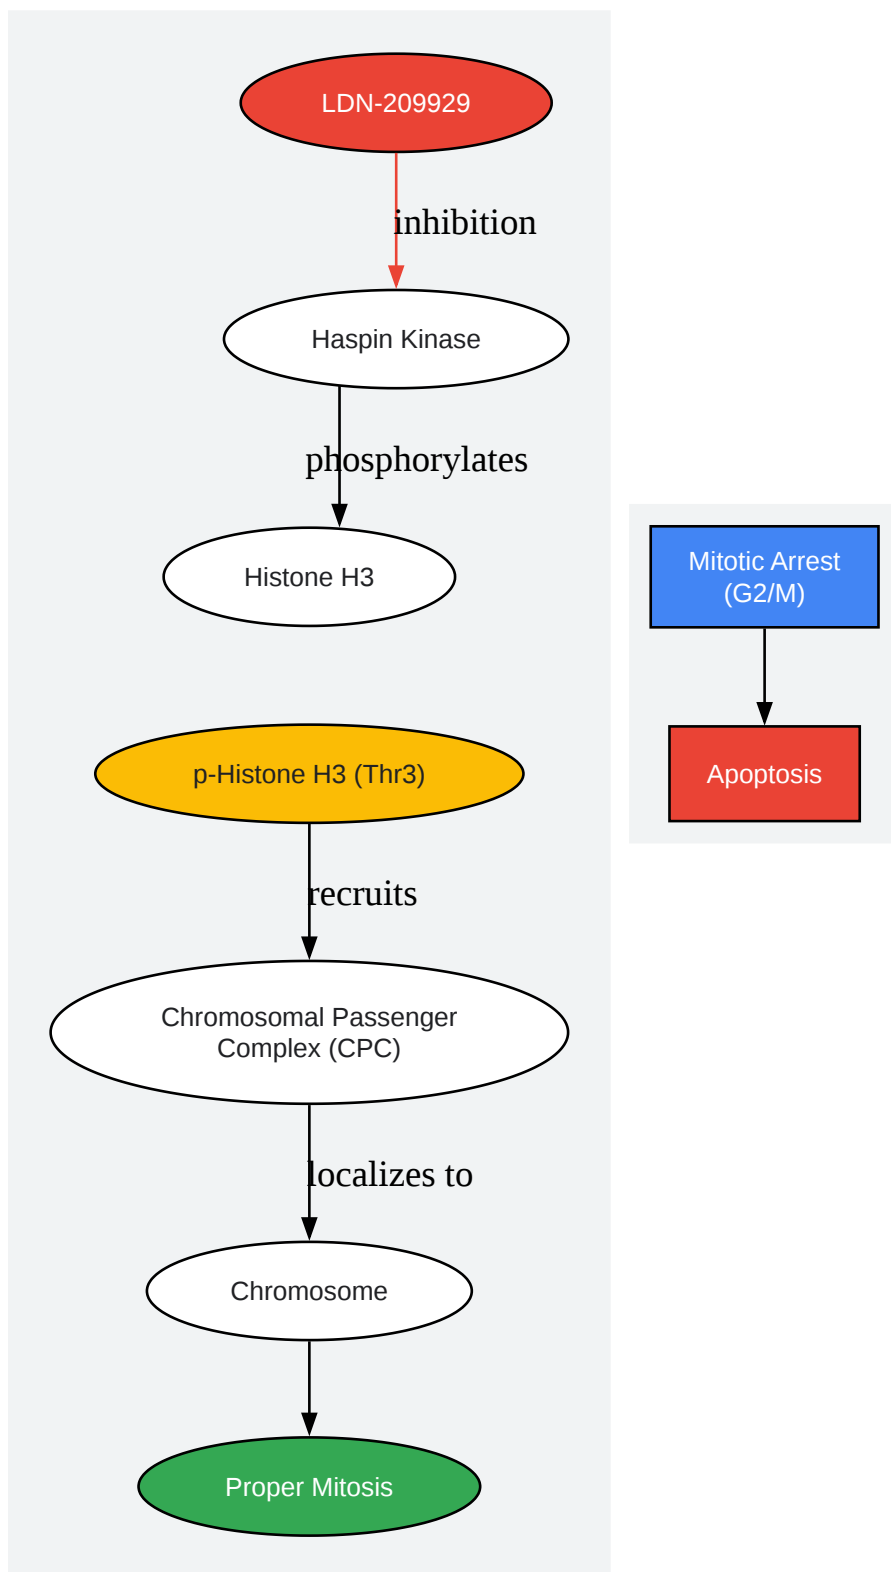 LDN-209929
inhibition
Haspin Kinase
phosphorylates
Histone H3
p-Histone H3 (Thr3)
recruits
Chromosomal Passenger
Complex (CPC)
localizes to
Chromosome
Proper Mitosis
Mitotic Arrest
(G2/M)
Apoptosis